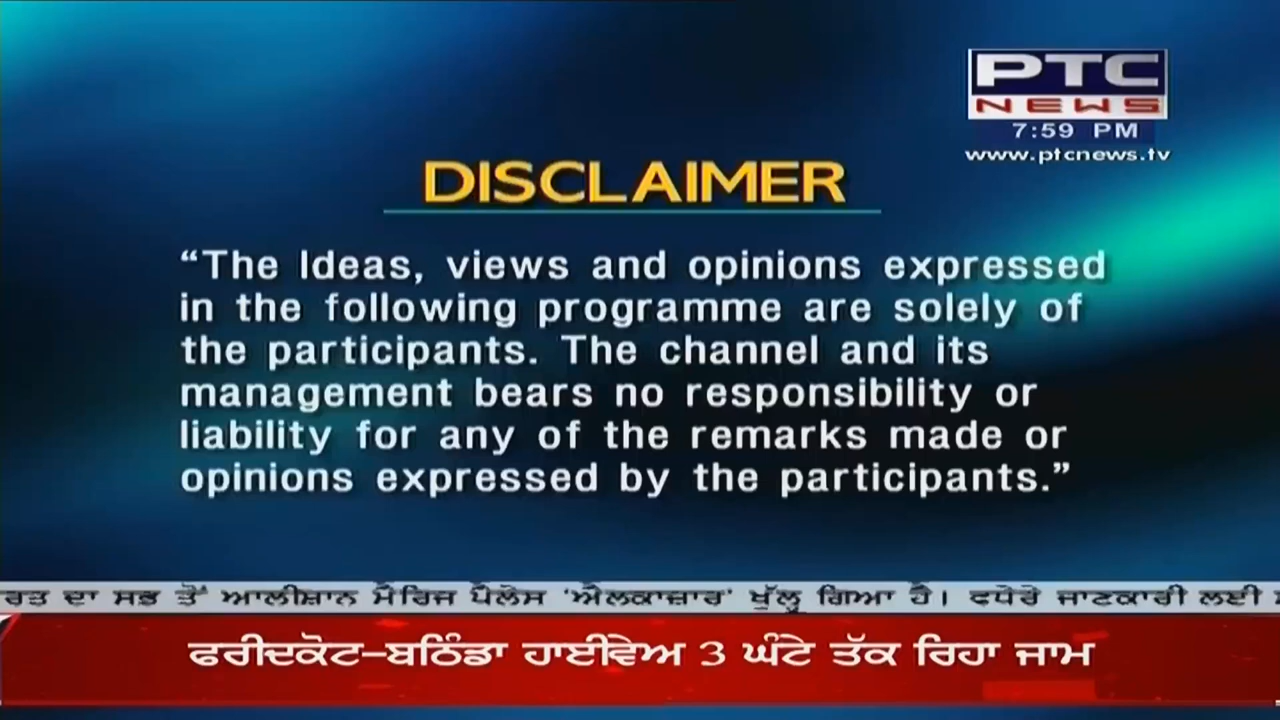 PTC
NEWS
7:59 PM
www.ptcnews.tv
DISCLAIMER
“The Ideas, views and opinions expressed
in the following programme are solely of
the participants. The channel and its
management bears no responsibility or
liability for any of the remarks made or
opinions expressed by the participants.”
ਰਤ ਦਾ ਸਭ ਤੋਂ ਆਲੀਸ਼ਾਨ ਮੈਰਿਜ ਪੈਲੇਸ ‘ਐਲਕਾਜ਼ਾਰ’ ਖੁੱਲ੍ਹ ਗਿਆ ਹੈ। ਵਧੇਰੇ ਜਾਣਕਾਰੀ ਲਈ
ਫਰੀਦਕੋਟ–ਬਠਿੰਡਾ ਹਾਈਵੇਅ 3 ਘੰਟੇ ਤੱਕ ਰਿਹਾ ਜਾਮ